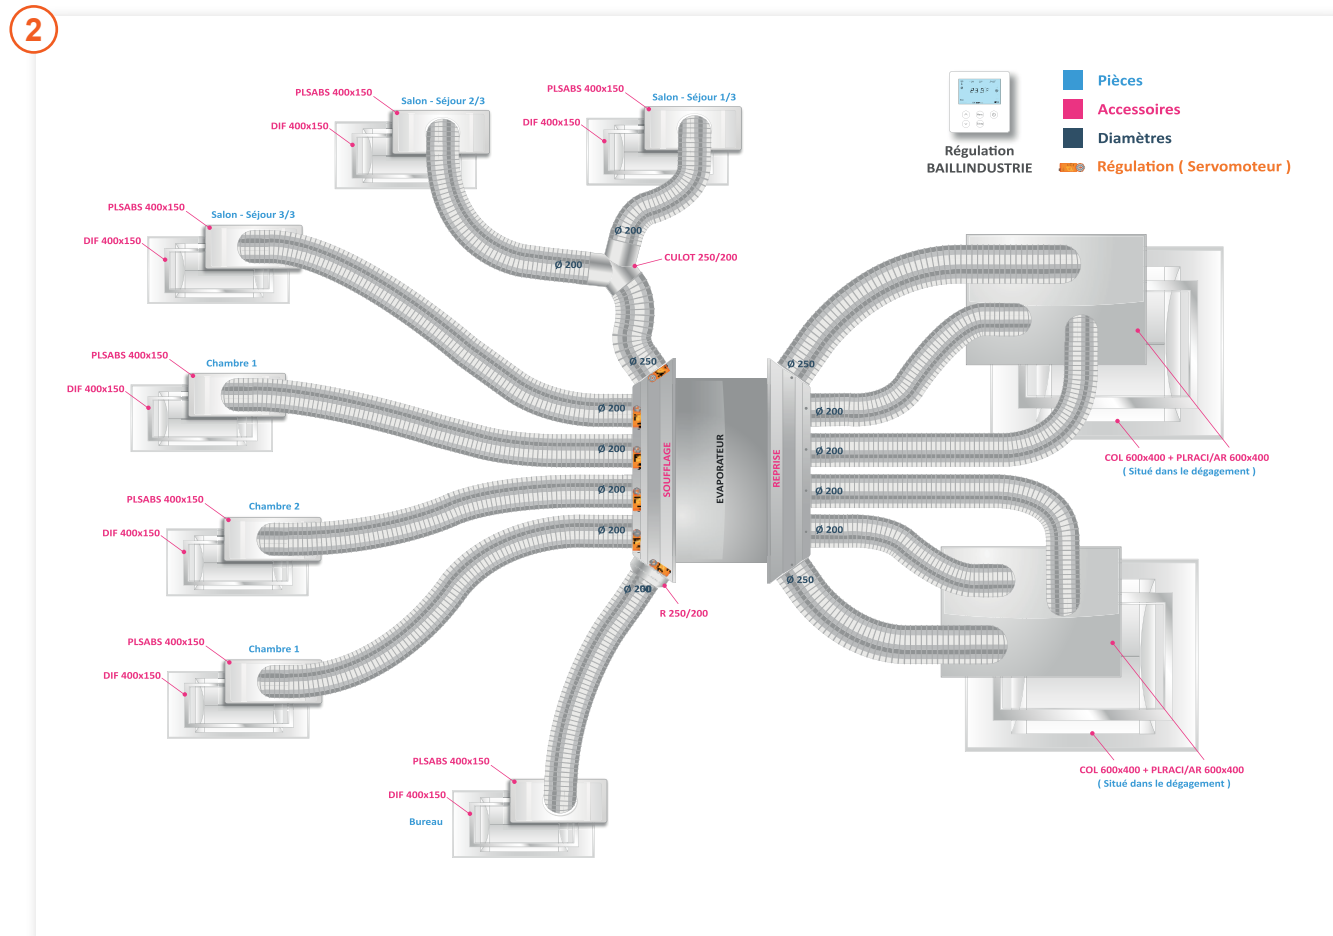 2
PLSABS 400x150
Salon - Séjour 2/3
DIF 400x150
PLSABS 400x150
Salon - Séjour 1/3
DIF 400x150
Régulation
BAILLINDUSTRIE
Pièces
Accessoires
Diamètres
Régulation ( Servomoteur )
PLSABS 400x150
Salon - Séjour 3/3
DIF 400x150
Ø 200
Ø 200
CULOT 250/200
PLSABS 400x150
Chambre 1
DIF 400x150
Ø 250
Ø 200
Ø 200
Ø 200
Ø 200
SOUFFLAGE
EVAPORATEUR
REPRISE
Ø 250
Ø 200
Ø 200
Ø 200
Ø 200
Ø 250
COL 600x400 + PLRACI/AR 600x400
( Situé dans le dégagement )
PLSABS 400x150
Chambre 2
DIF 400x150
R 250/200
PLSABS 400x150
Chambre 1
DIF 400x150
PLSABS 400x150
DIF 400x150
Bureau
COL 600x400 + PLRACI/AR 600x400
( Situé dans le dégagement )